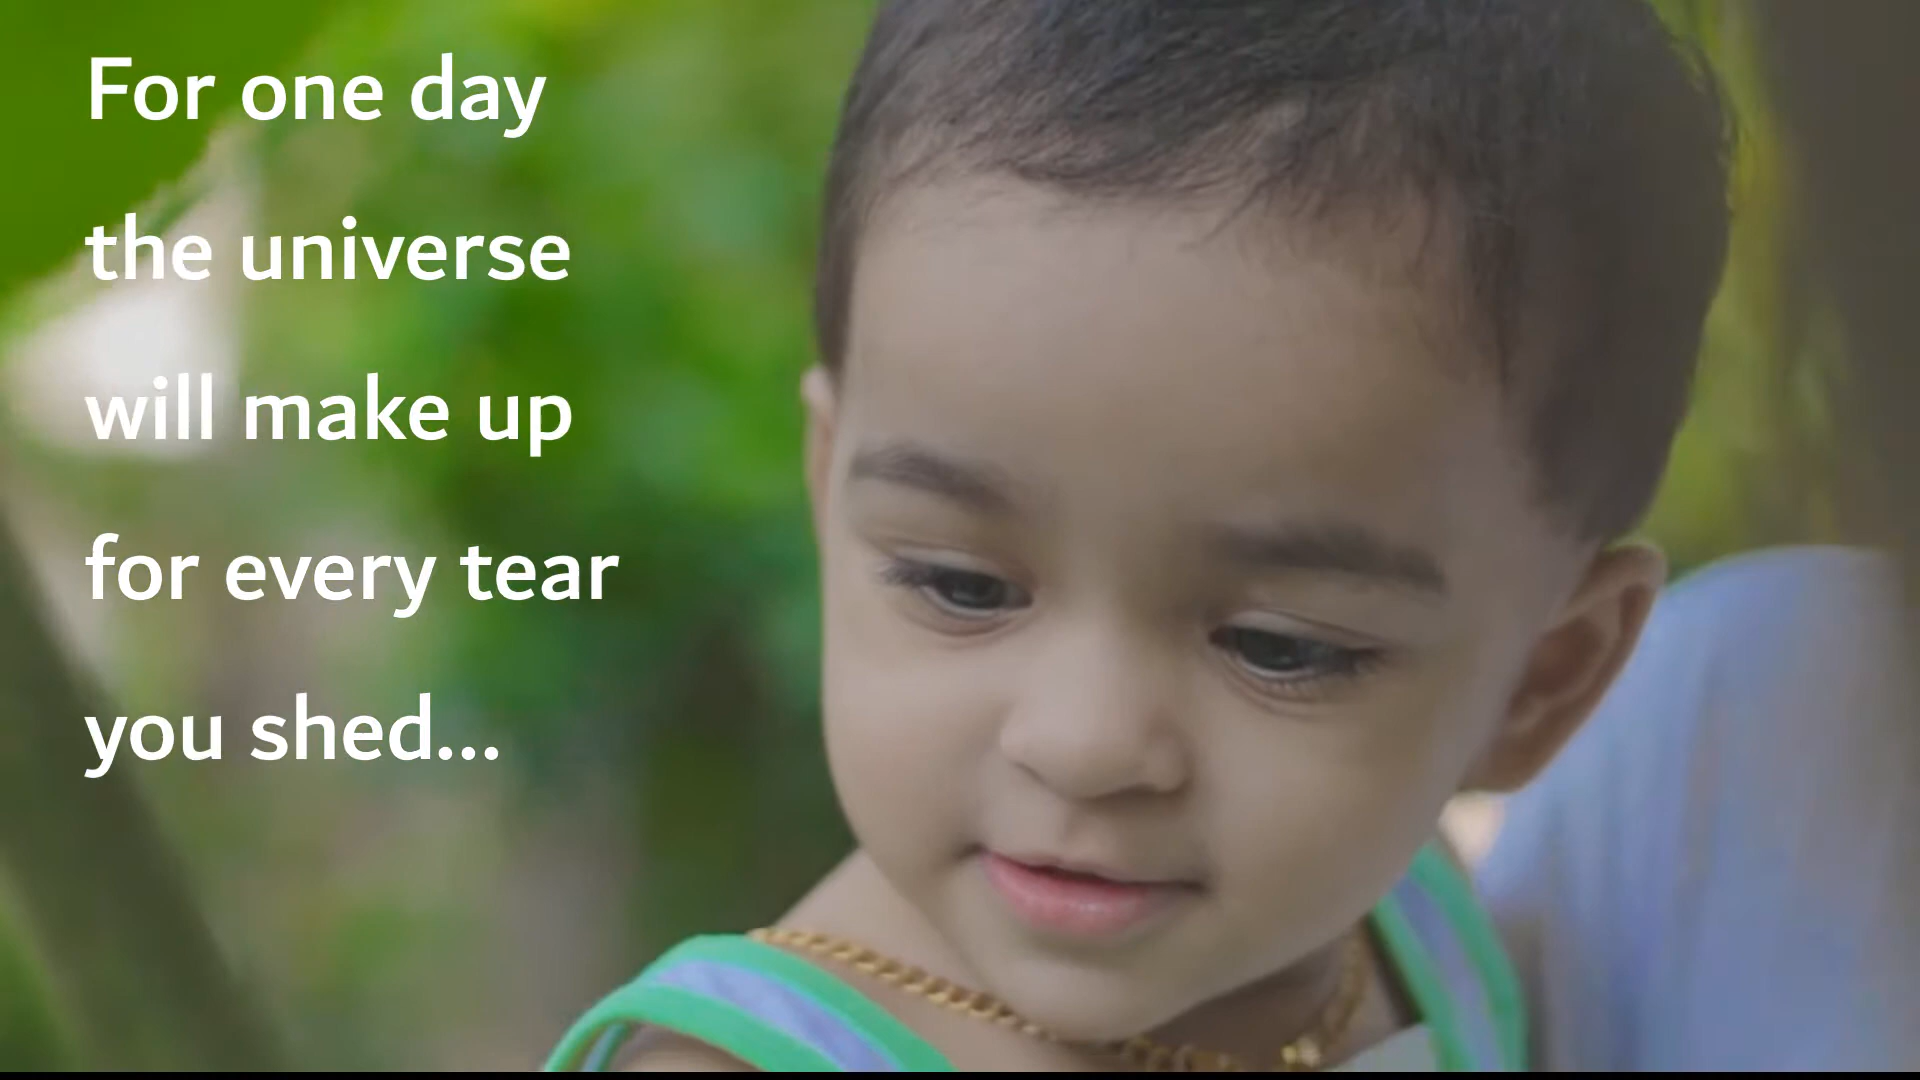 For one day
the universe
will make up
for every tear
you shed...